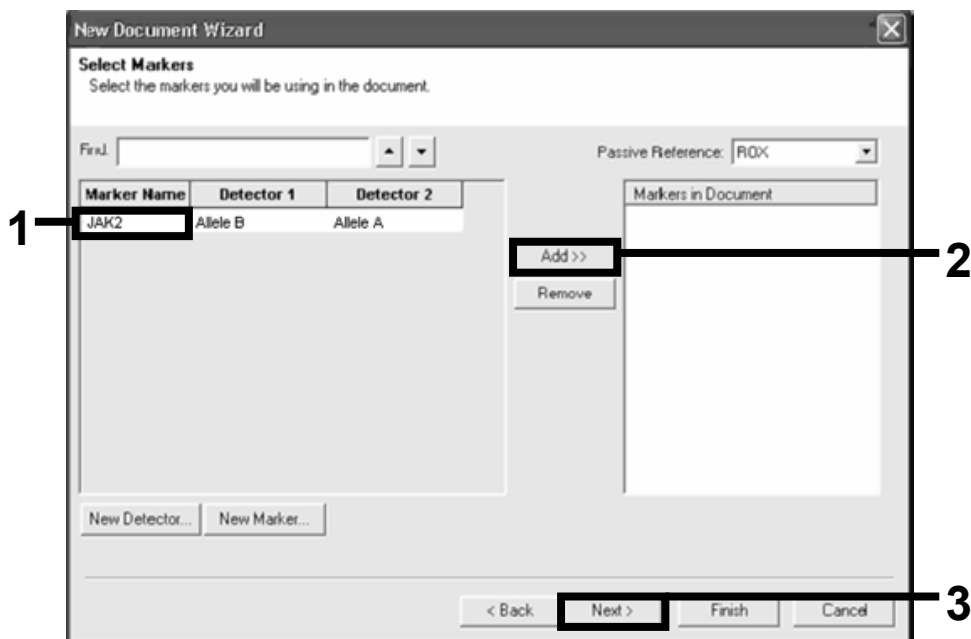 New Document Wizard
Select Markers
Select the markers you will be using in the document.
Find: Passive Reference: ROX
Marker Name Detector 1 Detector 2 Markers in Document
1 JAK2 Allele B Allele A
Add >> 2
Remove
New Detector... New Marker...
< Back Next > Finish Cancel 3